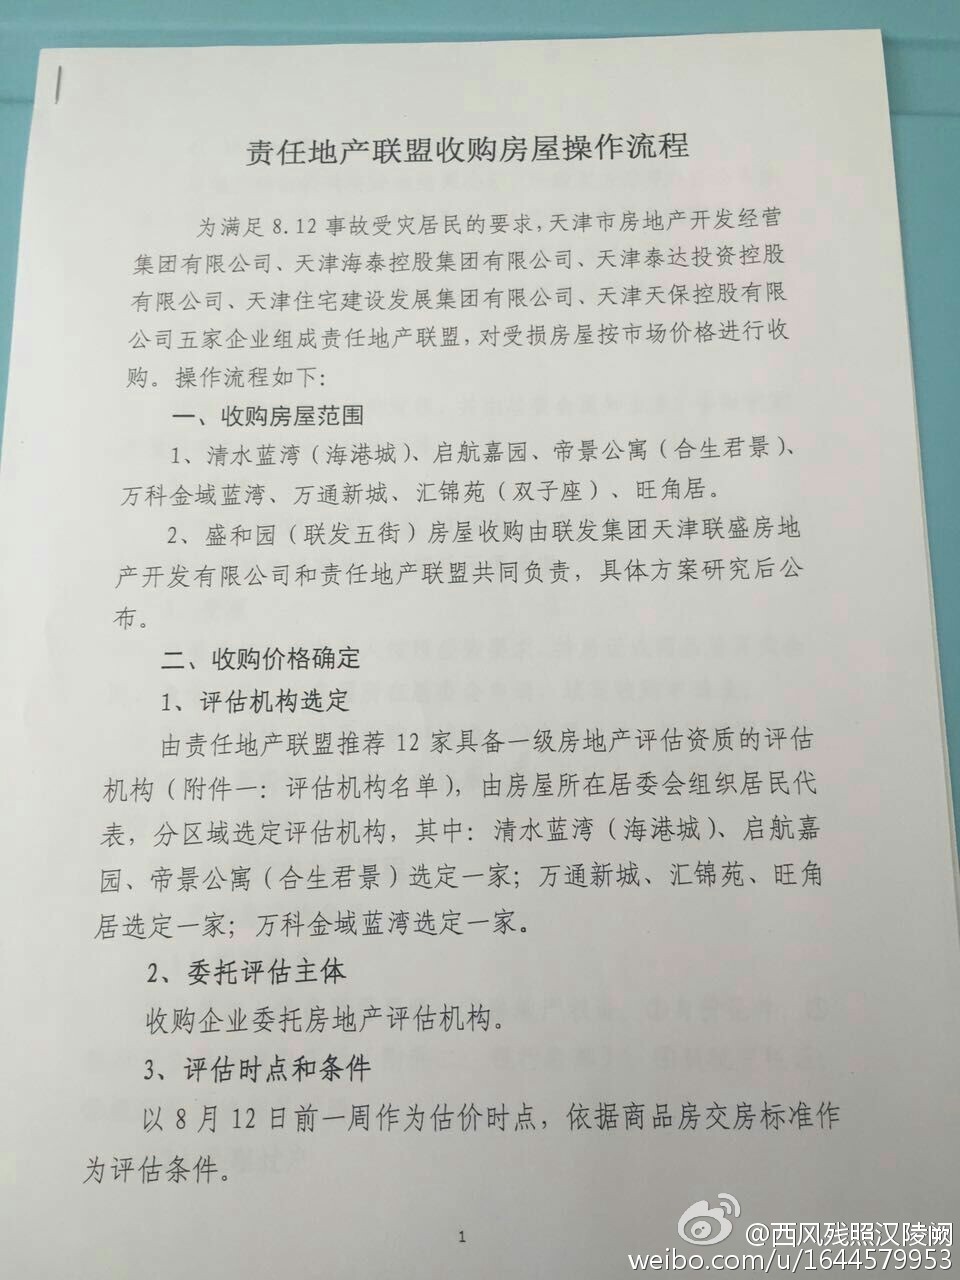 责任地产联盟收购房屋操作流程
为满足8.12事故受灾居民的要求,天津市房地产开发经营
集团有限公司、天津海泰控股集团有限公司、天津泰达投资控股
有限公司、天津住宅建设发展集团有限公司、天津天保控股有限
公司五家企业组成责任地产联盟,对受损房屋按市场价格进行收
购。操作流程如下:
一、收购房屋范围
1、清水蓝湾(海港城)、启航嘉园、帝景公寓(合生君景)、
万科金域蓝湾、万通新城、汇锦苑(双子座)、旺角居。
2、盛和园(联发五街)房屋收购由联发集团天津联盛房地
产开发有限公司和责任地产联盟共同负责,具体方案研究后公
布。
二、收购价格确定
1、评估机构选定
由责任地产联盟推荐12家具备一级房地产评估资质的评估
机构(附件一:评估机构名单),由房屋所在居委会组织居民代
表,分区域选定评估机构,其中:清水蓝湾(海港城)、启航嘉
园、帝景公寓(合生君景)选定一家;万通新城、汇锦苑、旺角
居选定一家;万科金域蓝湾选定一家。
2、委托评估主体
收购企业委托房地产评估机构。
3、评估时点和条件
以8月12日前一周作为估价时点,依据商品房交房标准作
为评估条件。
1
@西风残照汉陵阙
weibo.com/u/1644579953